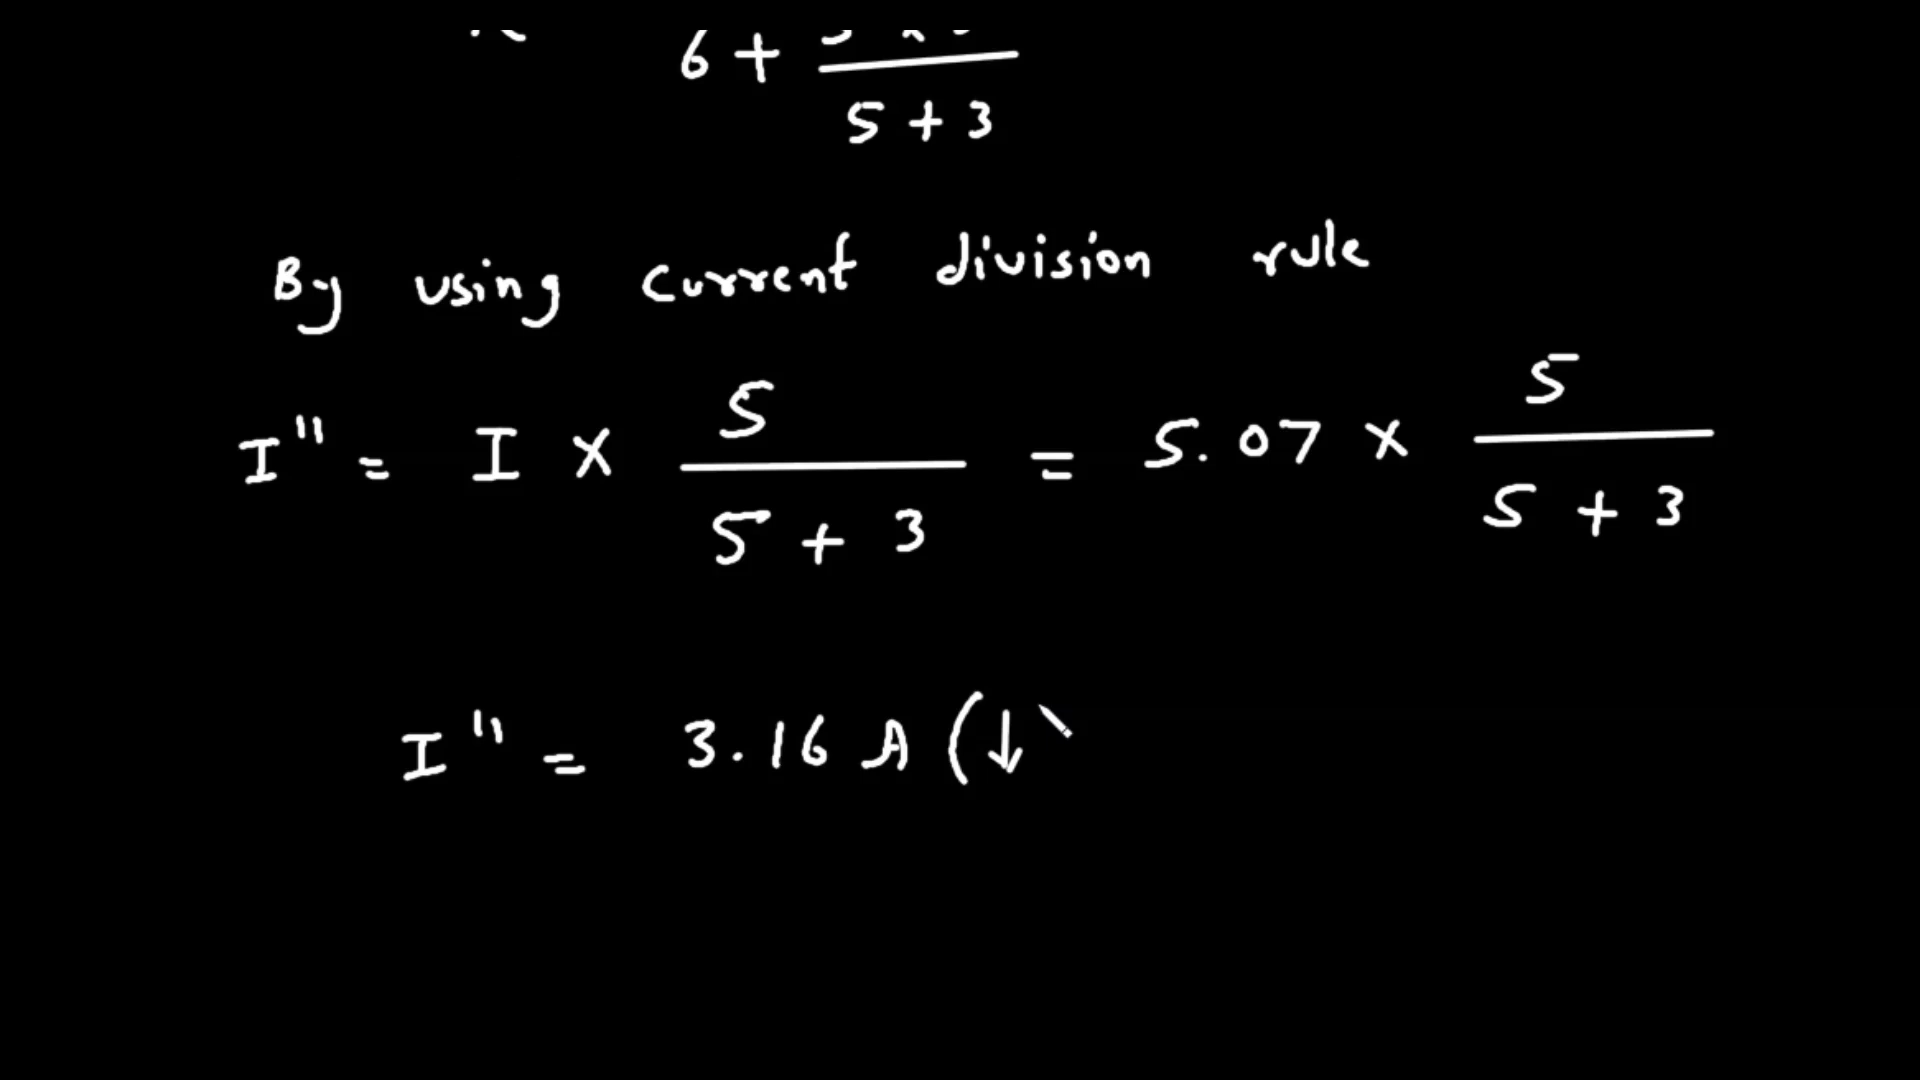 6 +
5 + 3
By using current division rule
I" = I × 5 / 5 + 3 = 5.07 × 5 / 5 + 3
I" = 3.16 A (↓